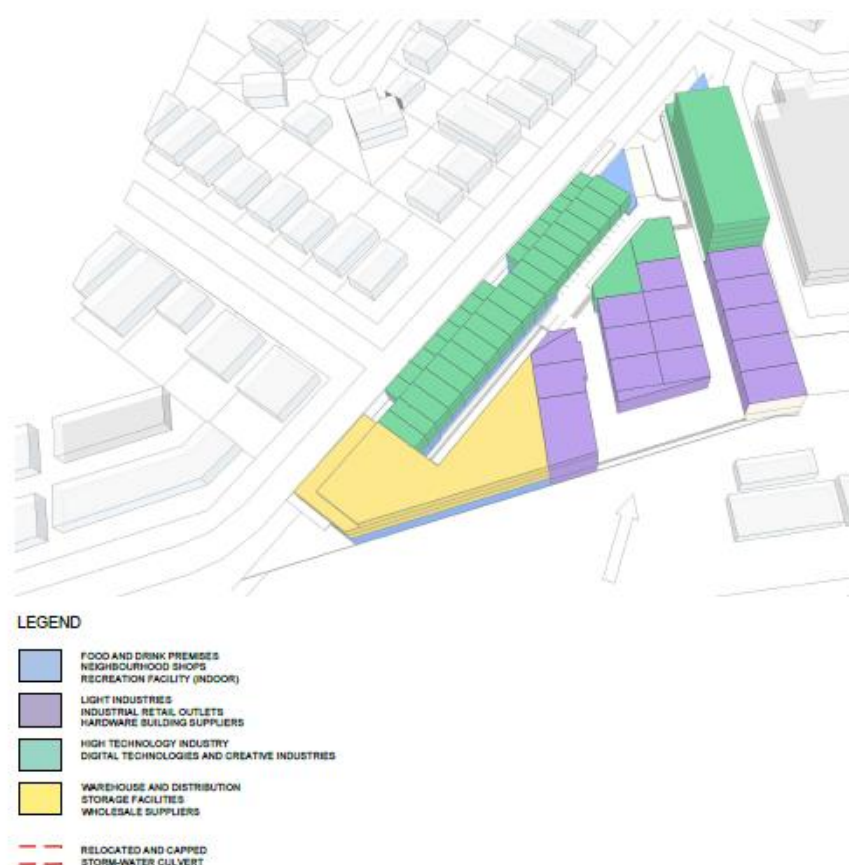 LEGEND
FOOD AND DRINK PREMISES
NEIGHBOURHOOD SHOPS
RECREATION FACILITY (INDOOR)
LIGHT INDUSTRIES
INDUSTRIAL RETAIL OUTLETS
HARDWARE BUILDING SUPPLIERS
HIGH TECHNOLOGY INDUSTRY
DIGITAL TECHNOLOGIES AND CREATIVE INDUSTRIES
WAREHOUSE AND DISTRIBUTION
STORAGE FACILITIES
WHOLESALE SUPPLIERS
RELOCATED AND CAPPED
STORM-WATER CULVERT